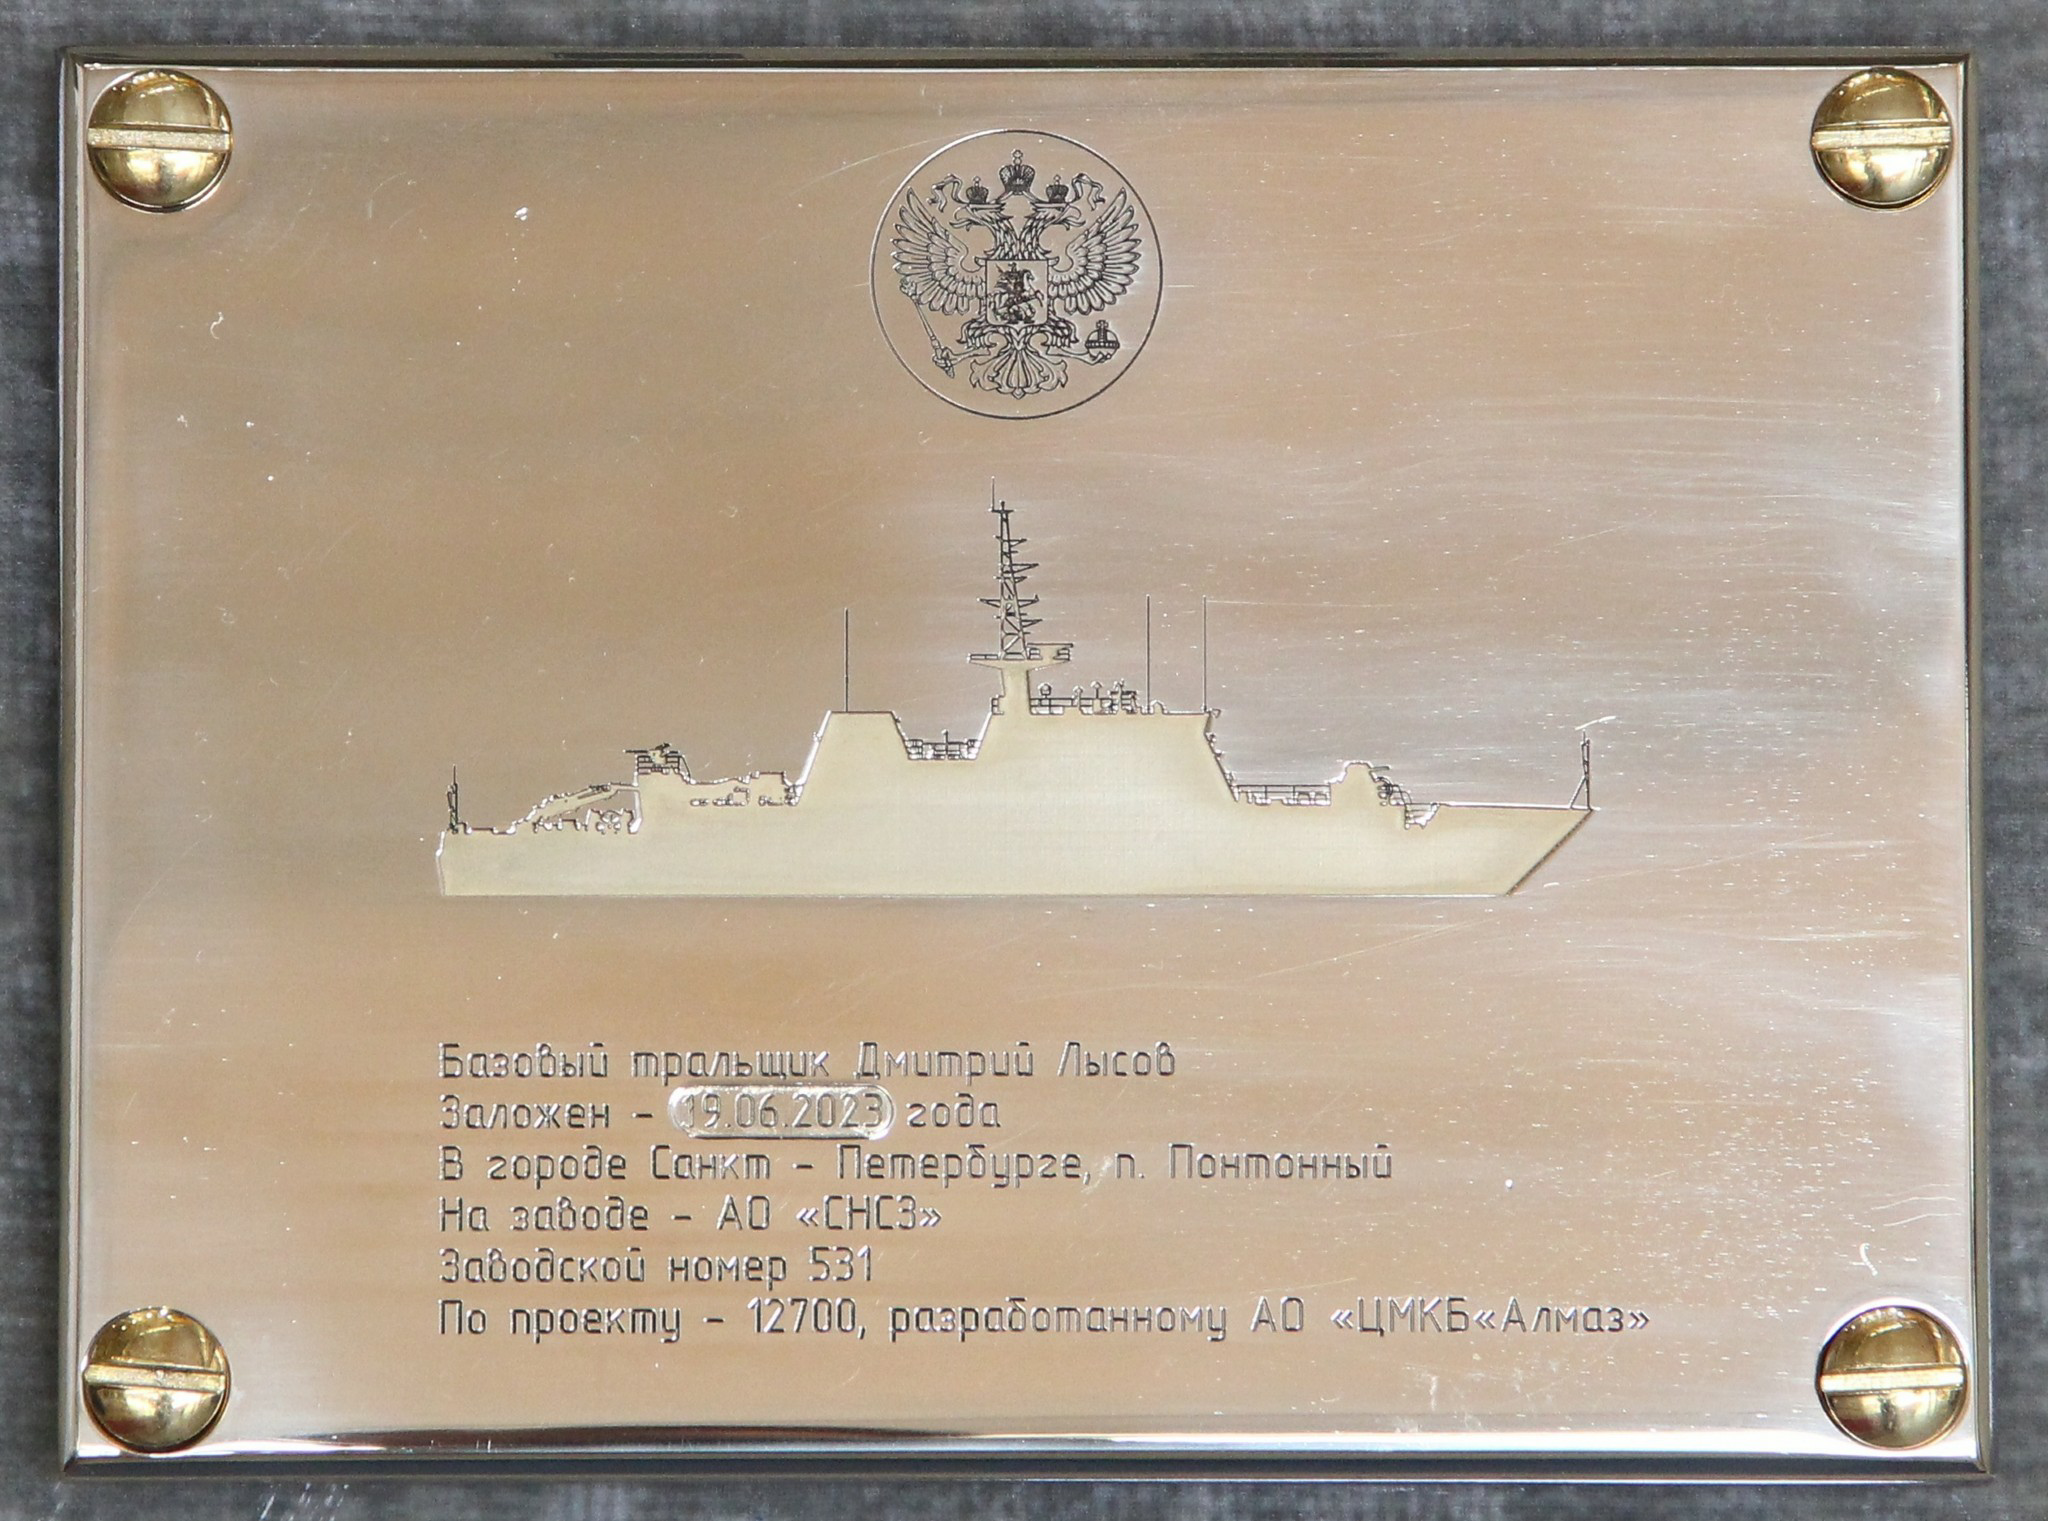 Базовый тральщик Дмитрий Лысов
Заложен - 19.06.2023 года
В городе Санкт - Петербурге, п. Понтонный
На заводе - АО «СНСЗ»
Заводской номер 531
По проекту - 12700, разработанному АО «ЦМКБ«Алмаз»